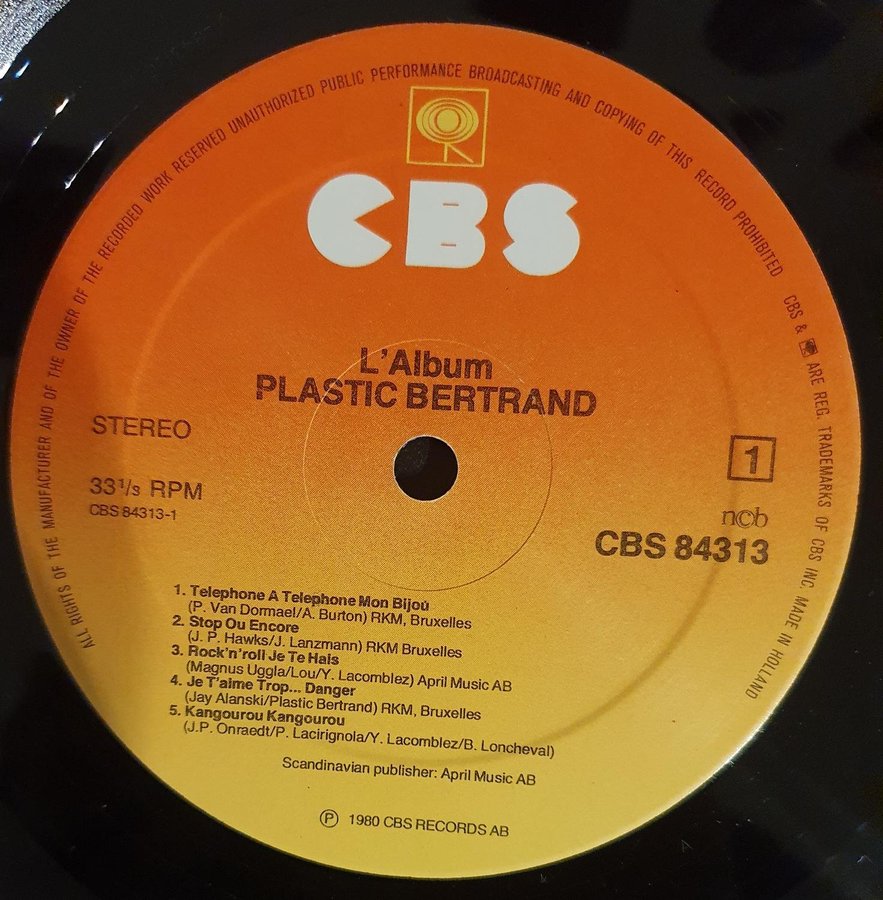 ALL RIGHTS OF THE MANUFACTURER AND OF THE OWNER OF THE RECORDED WORK RESERVED UNAUTHORIZED PUBLIC PERFORMANCE BROADCASTING AND COPYING OF THIS RECORD PROHIBITED CBS & ARE REG. TRADEMARKS OF CBS INC. MADE IN HOLLAND
CBS
L'Album
PLASTIC BERTRAND
STEREO
1
33 1/3 RPM
CBS 84313-1
ncb
CBS 84313
1. Telephone A Telephone Mon Bijou
(P. Van Dormael/A. Burton) RKM, Bruxelles
2. Stop Ou Encore
(J. P. Hawks/J. Lanzmann) RKM Bruxelles
3. Rock'n'roll Je Te Hais
(Magnus Uggla/Lou/Y. Lacomblez) April Music AB
4. Je T'aime Trop... Danger
(Jay Alanski/Plastic Bertrand) RKM, Bruxelles
5. Kangourou Kangourou
(J.P. Onraedt/P. Lacirignola/Y. Lacomblez/B. Loncheval)
Scandinavian publisher: April Music AB
Ⓟ 1980 CBS RECORDS AB